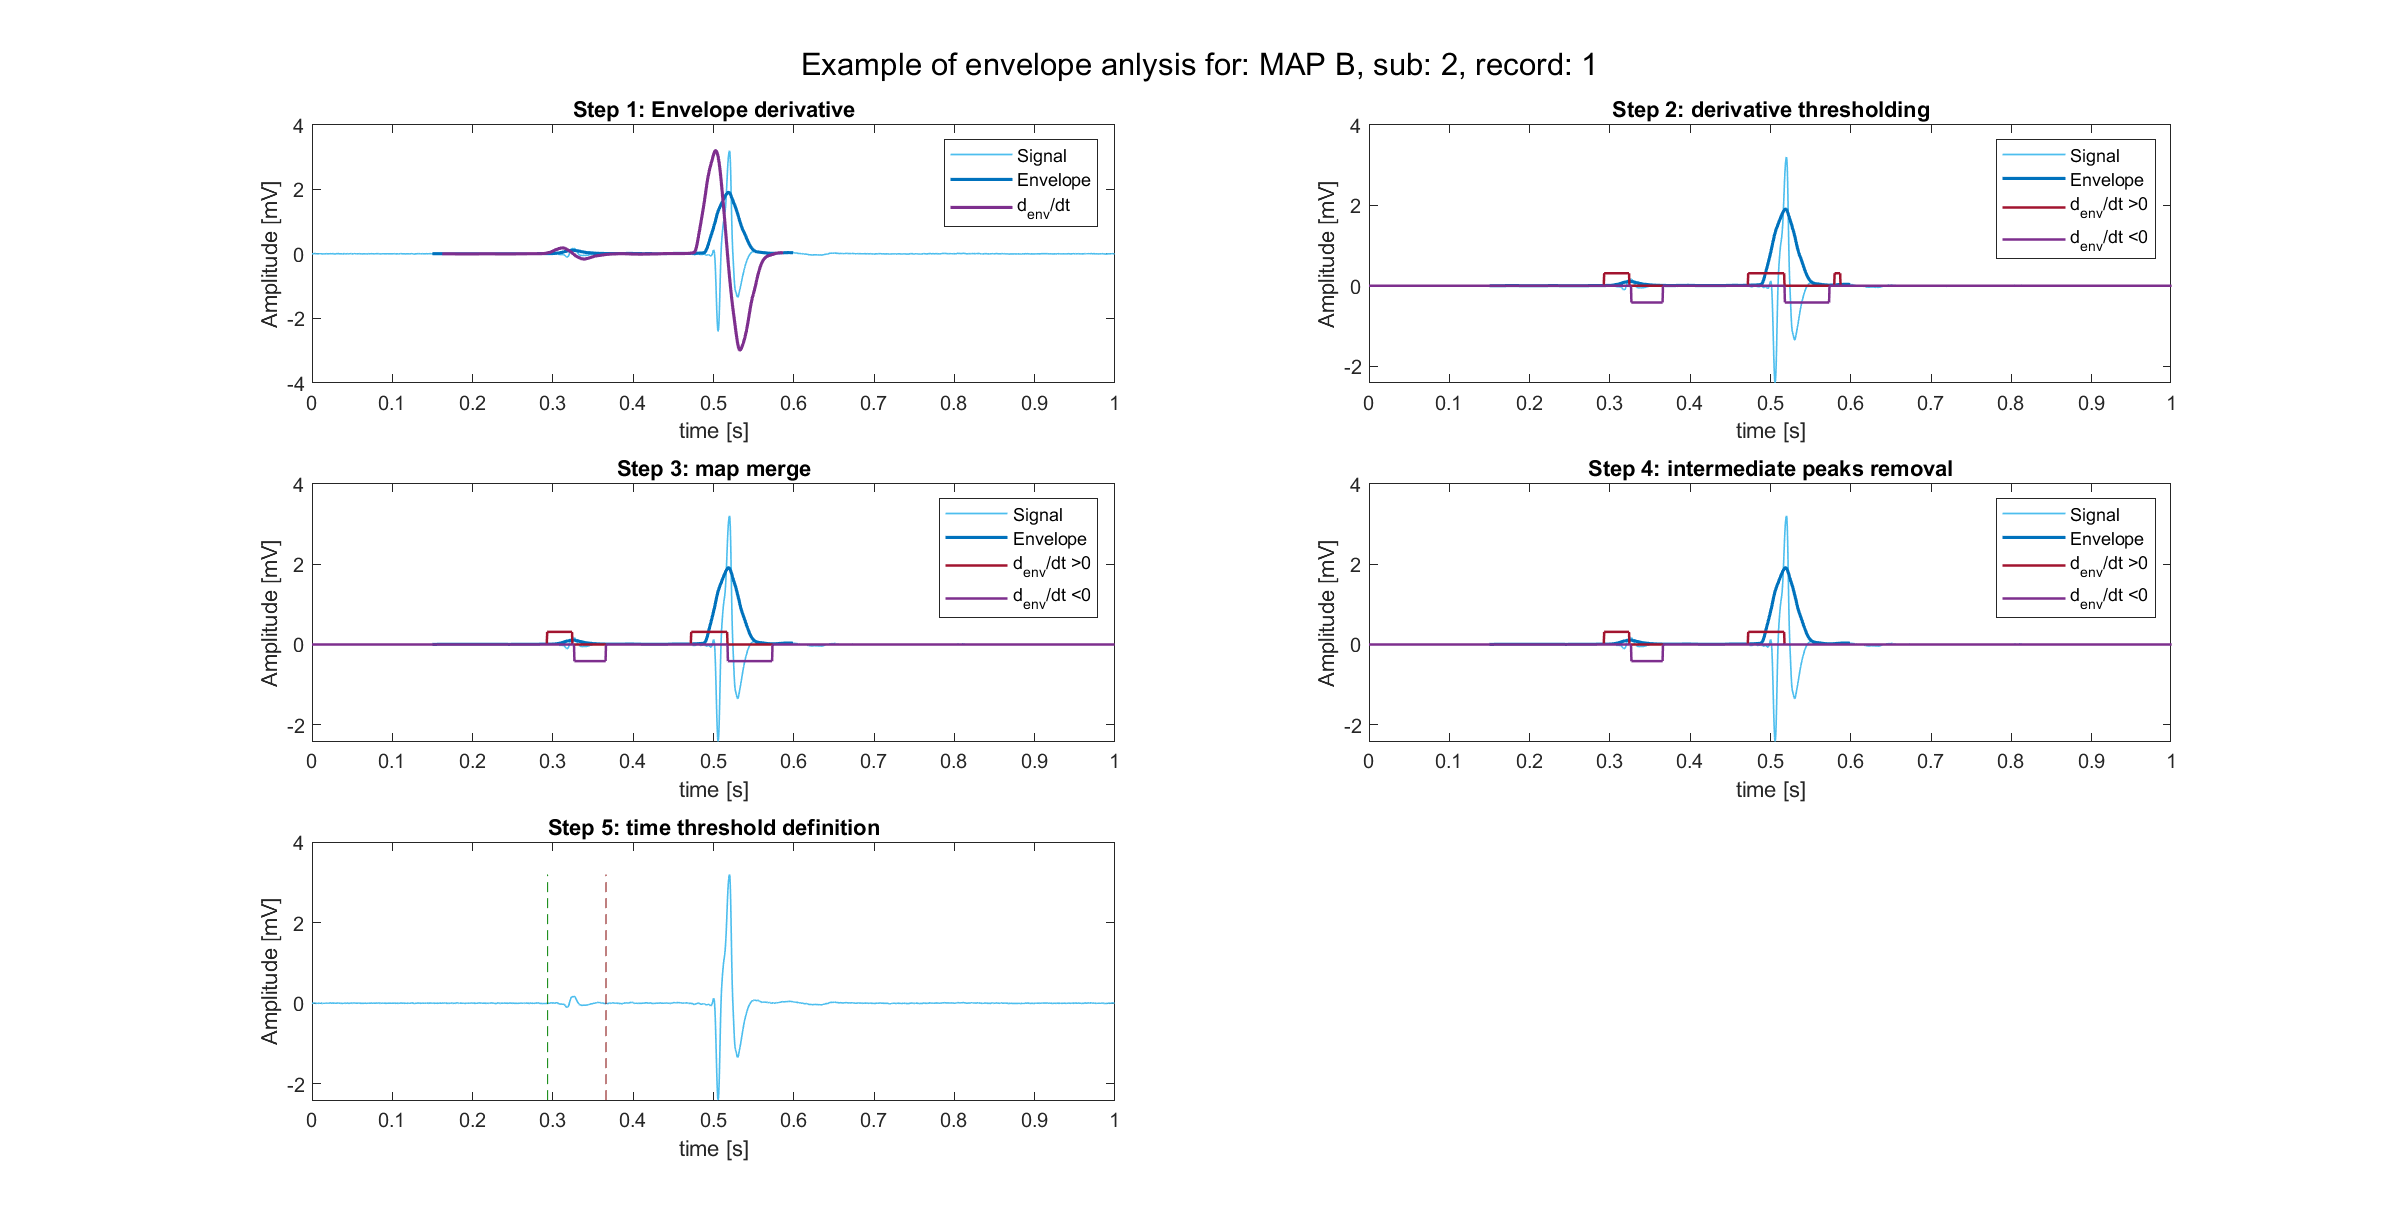 Example of envelope anlysis for: MAP B, sub: 2, record: 1
Step 1: Envelope derivative
4
2
0
-2
-4
Amplitude [mV]
Signal
Envelope
d_env/dt
0 0.1 0.2 0.3 0.4 0.5 0.6 0.7 0.8 0.9 1
time [s]
Step 2: derivative thresholding
4
2
0
-2
Amplitude [mV]
Signal
Envelope
d_env/dt >0
d_env/dt <0
0 0.1 0.2 0.3 0.4 0.5 0.6 0.7 0.8 0.9 1
time [s]
Step 3: map merge
4
2
0
-2
Amplitude [mV]
Signal
Envelope
d_env/dt >0
d_env/dt <0
0 0.1 0.2 0.3 0.4 0.5 0.6 0.7 0.8 0.9 1
time [s]
Step 4: intermediate peaks removal
4
2
0
-2
Amplitude [mV]
Signal
Envelope
d_env/dt >0
d_env/dt <0
0 0.1 0.2 0.3 0.4 0.5 0.6 0.7 0.8 0.9 1
time [s]
Step 5: time threshold definition
4
2
0
-2
Amplitude [mV]
0 0.1 0.2 0.3 0.4 0.5 0.6 0.7 0.8 0.9 1
time [s]